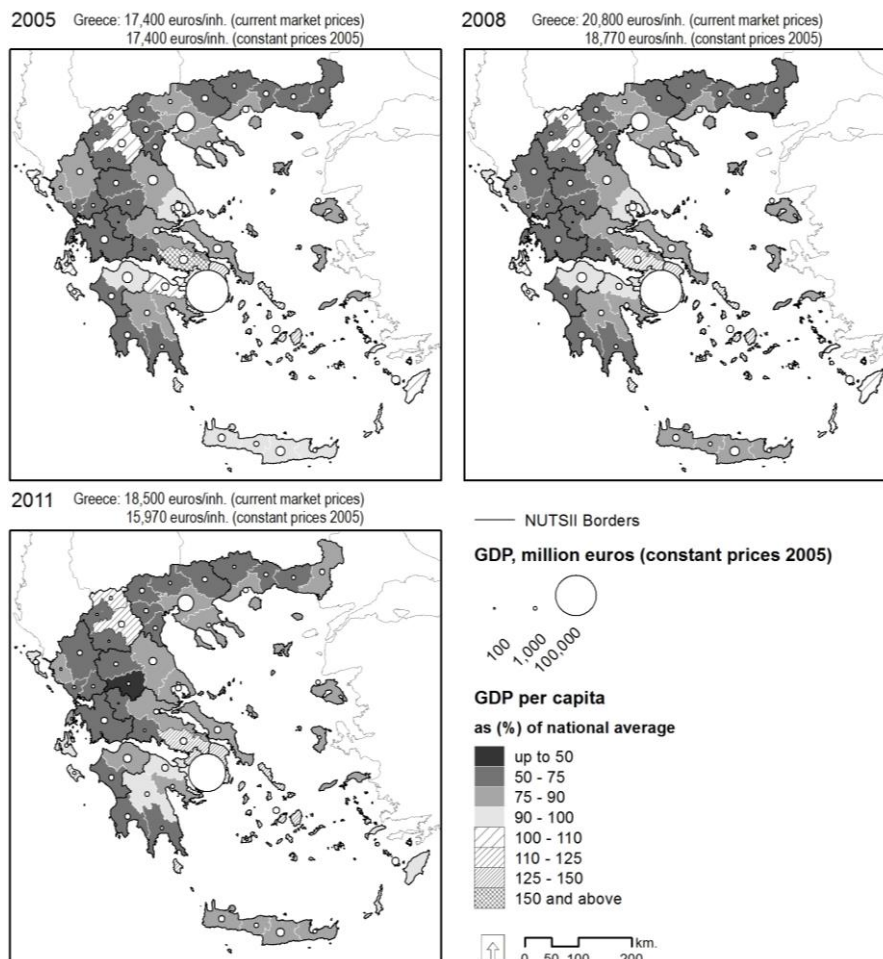 2005 Greece: 17,400 euros/inh. (current market prices)
17,400 euros/inh. (constant prices 2005)
2008 Greece: 20,800 euros/inh. (current market prices)
18,770 euros/inh. (constant prices 2005)
2011 Greece: 18,500 euros/inh. (current market prices)
15,970 euros/inh. (constant prices 2005)
NUTSII Borders
GDP, million euros (constant prices 2005)
100
1,000
100,000
GDP per capita
as (%) of national average
up to 50
50 - 75
75 - 90
90 - 100
100 - 110
110 - 125
125 - 150
150 and above
km.
0 50 100 200